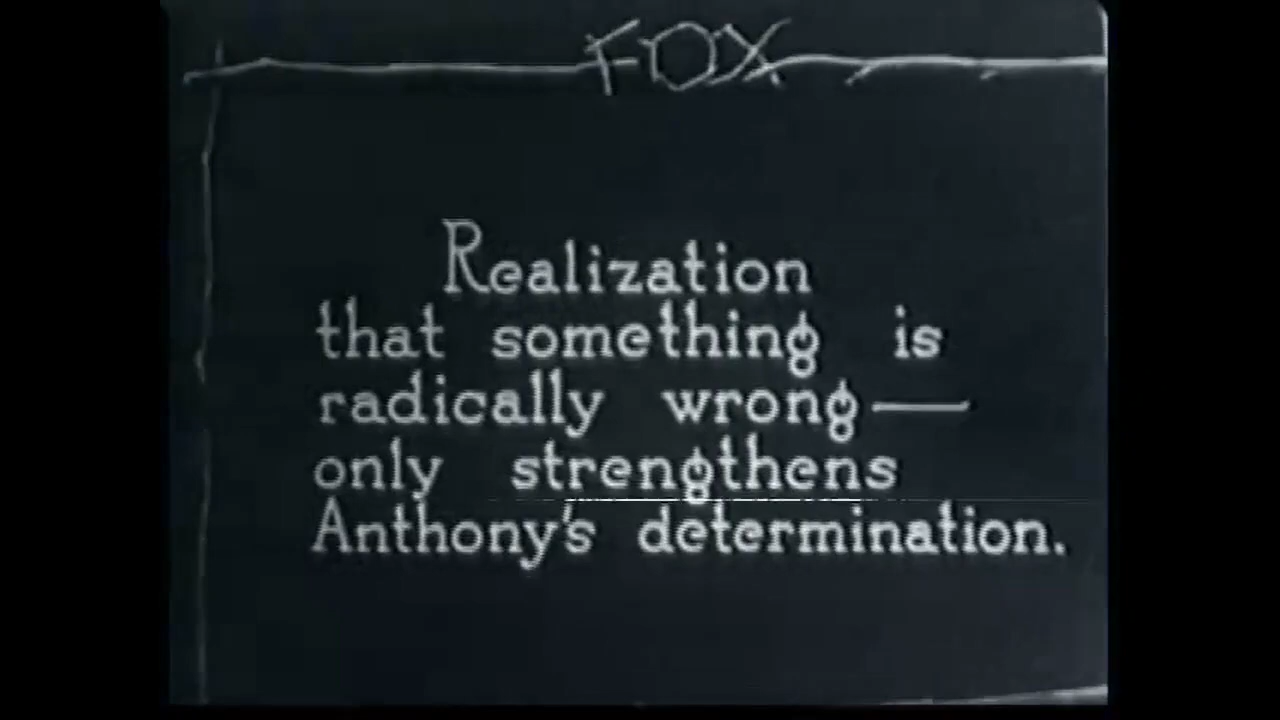 FOX
Realization
that something is
radically wrong—
only strengthens
Anthony's determination.